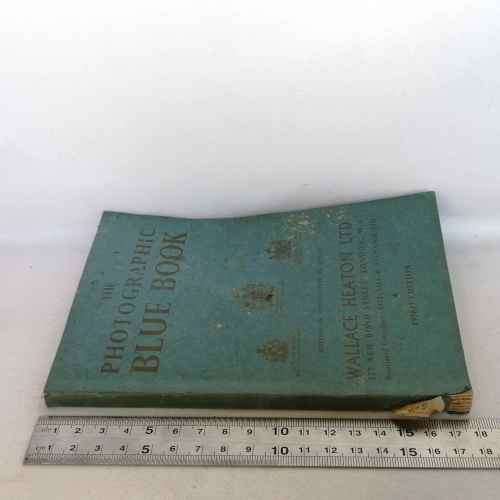 THE
PHOTOGRAPHIC
BLUE BOOK
WALLACE HEATON LTD
127 NEW BOND STREET, LONDON, W.1
EDITION
cm 1 2 3 4 5 6 7 8 9 10 11 12 13 14 15 16 17 18
cm 1 2 3 4 5 6 7 8 9 10 11 12 13 14 15 16 17 18